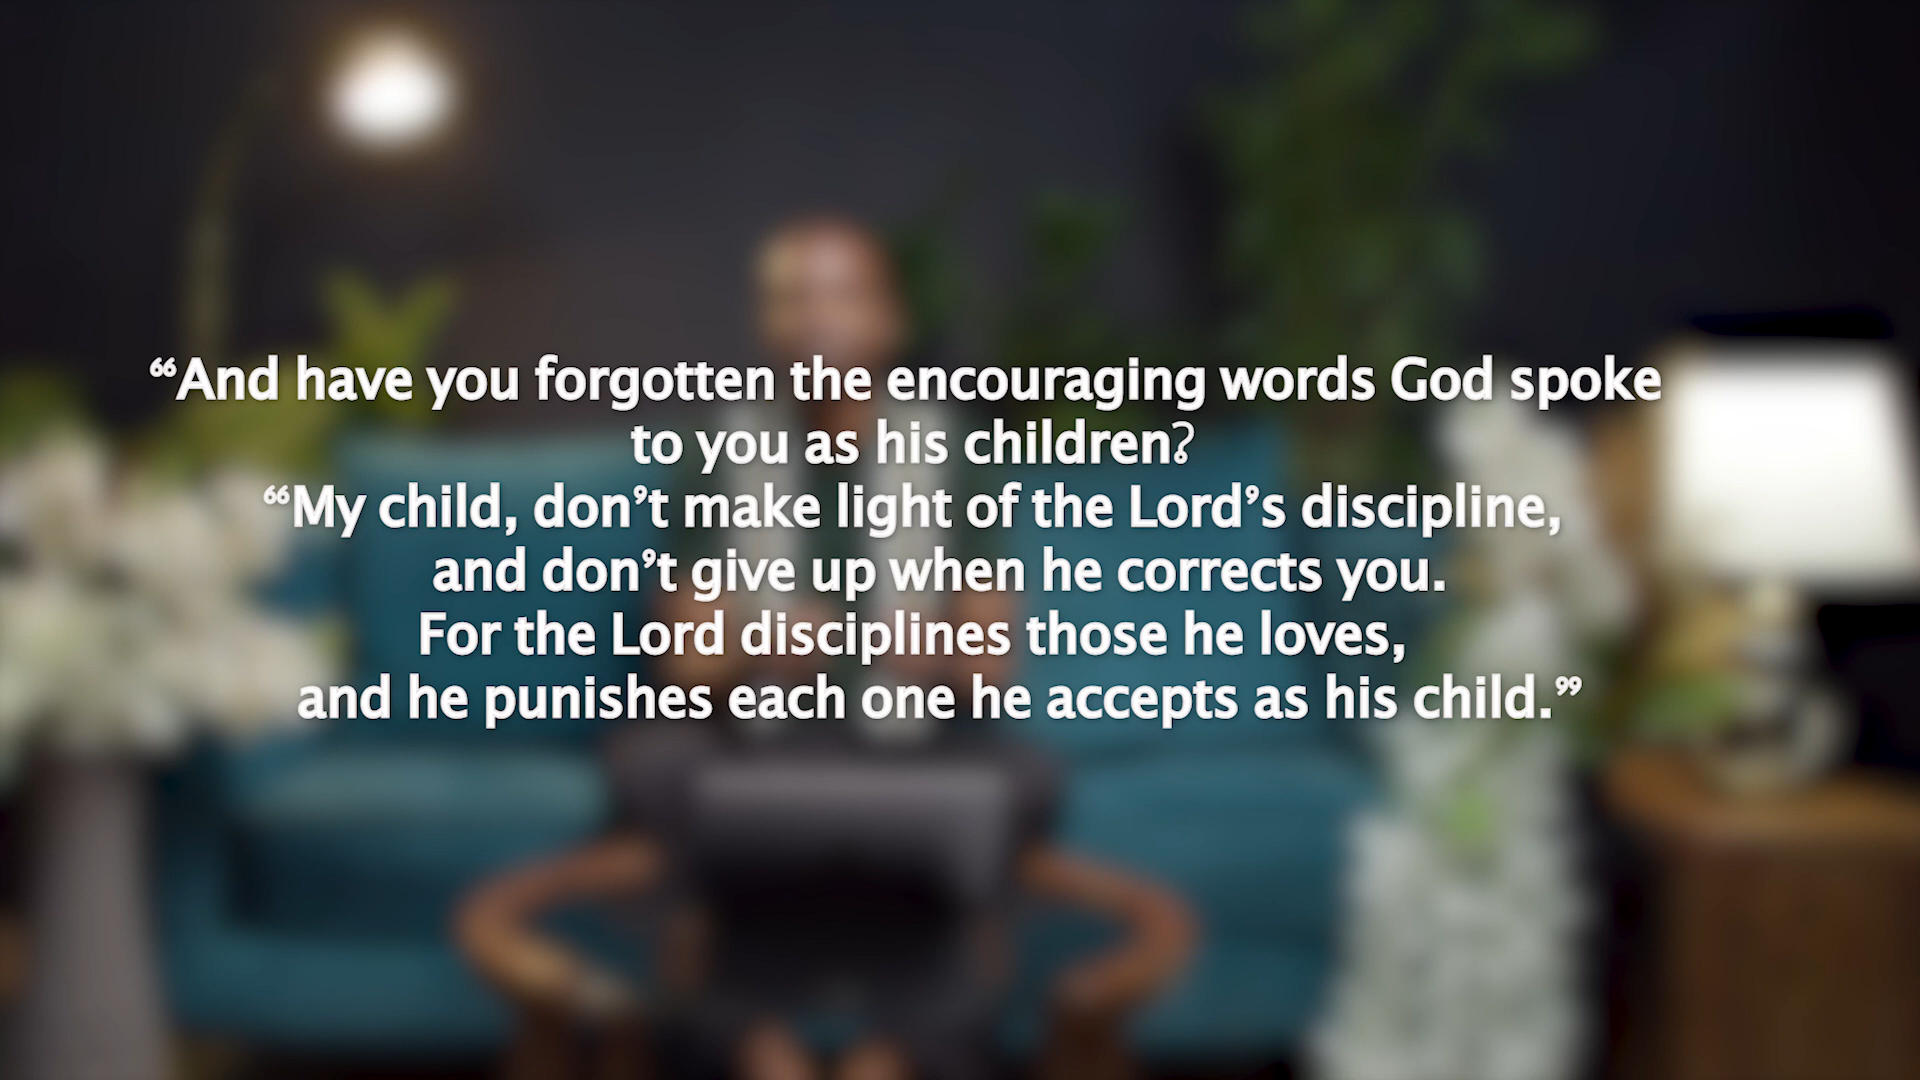 “And have you forgotten the encouraging words God spoke
to you as his children?
“My child, don’t make light of the Lord’s discipline,
and don’t give up when he corrects you.
For the Lord disciplines those he loves,
and he punishes each one he accepts as his child.”